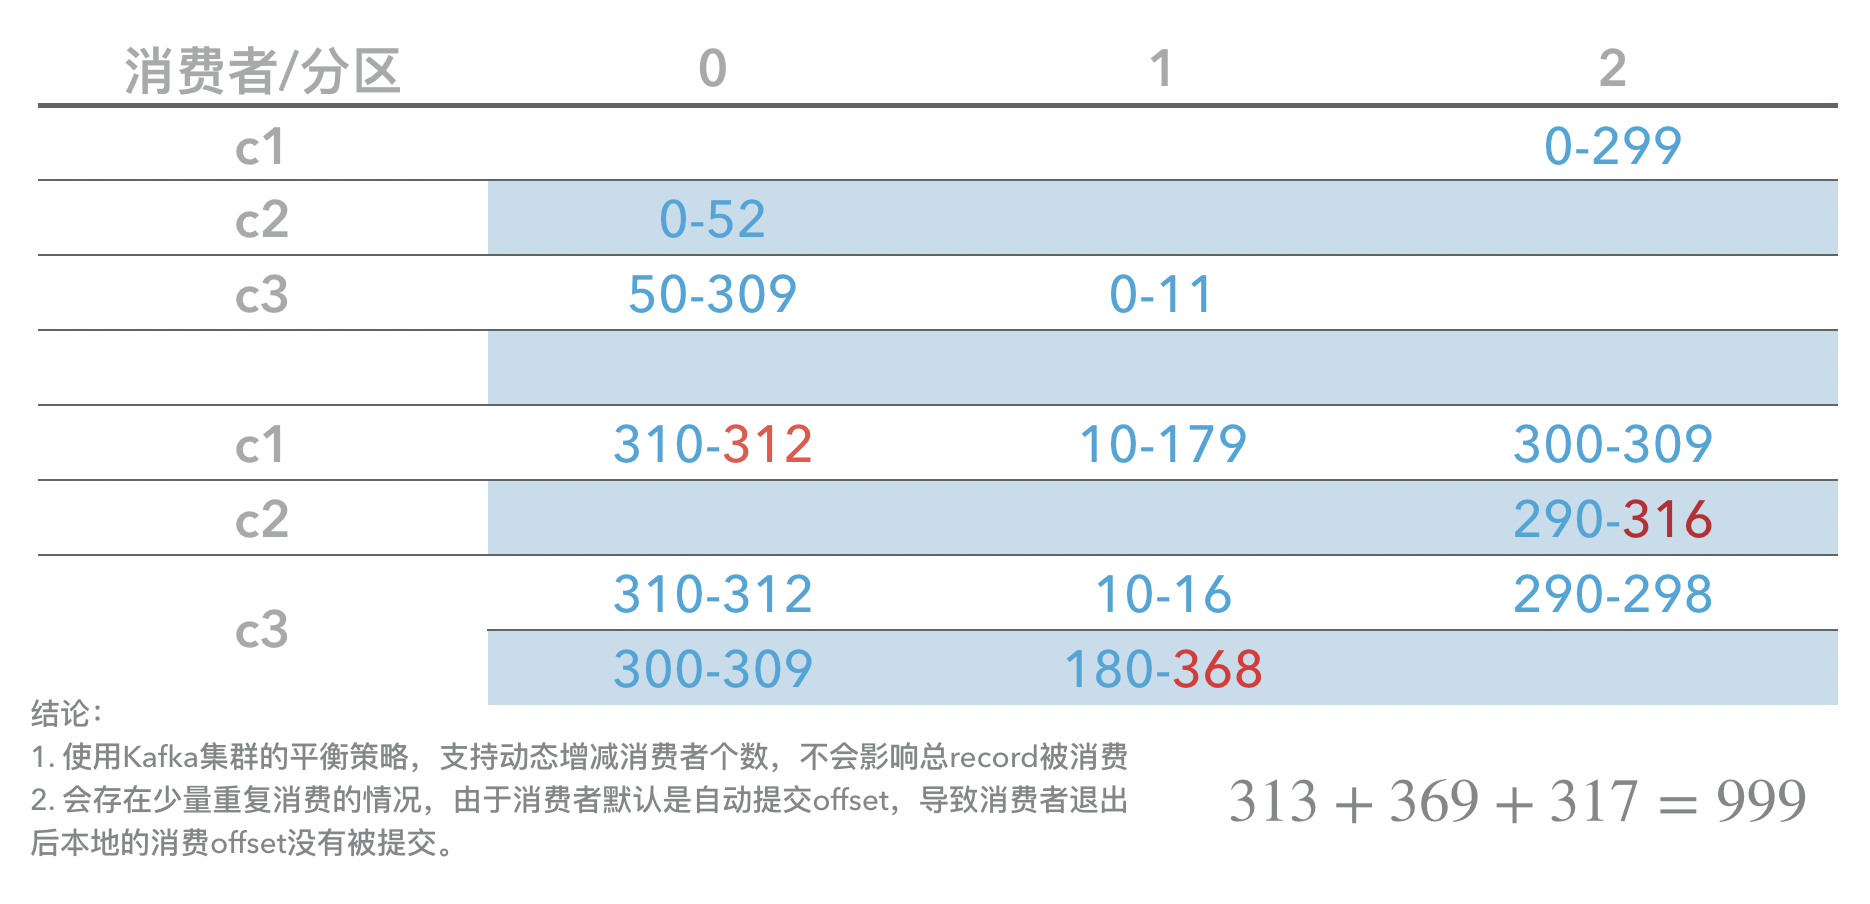 消费者/分区 0 1 2
c1 0-299
c2 0-52
c3 50-309 0-11
c1 310-312 10-179 300-309
c2 290-316
310-312 10-16 290-298
c3
300-309 180-368
结论：
1. 使用Kafka集群的平衡策略，支持动态增减消费者个数，不会影响总record被消费
2. 会存在少量重复消费的情况，由于消费者默认是自动提交offset，导致消费者退出
后本地的消费offset没有被提交。
313 + 369 + 317 = 999